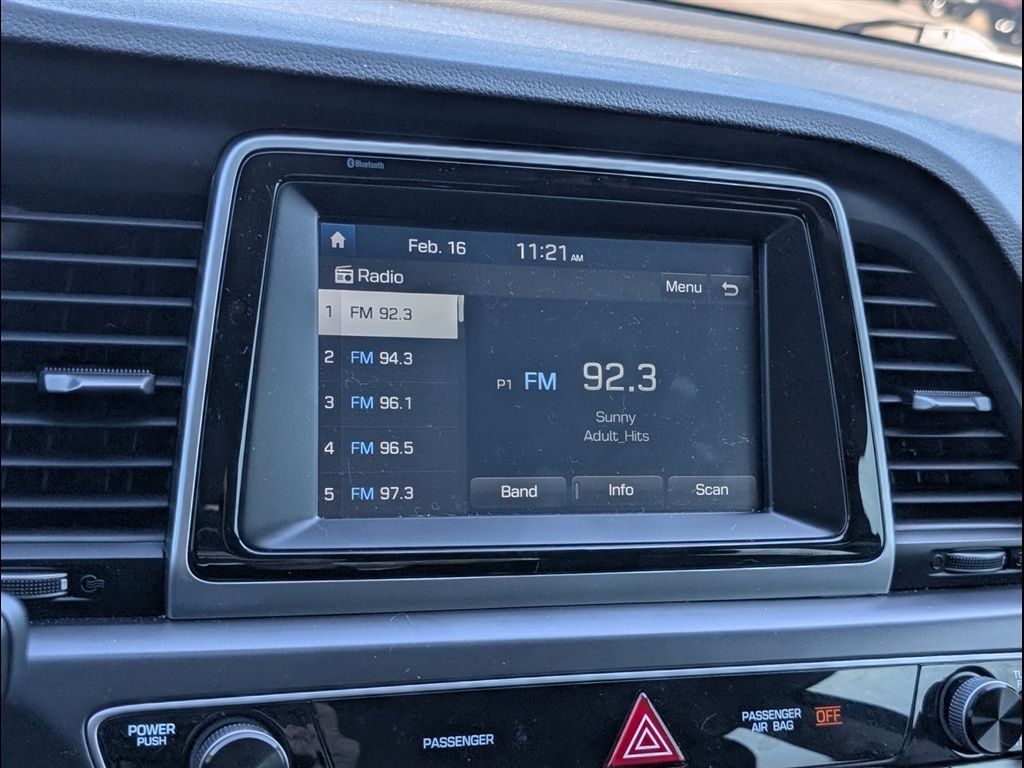 Bluetooth
Feb. 16 11:21 AM
Radio Menu
1 FM 92.3
2 FM 94.3
3 FM 96.1
4 FM 96.5
5 FM 97.3
P1 FM 92.3
Sunny
Adult_Hits
Band Info Scan
POWER
PUSH
PASSENGER
PASSENGER
AIR BAG OFF